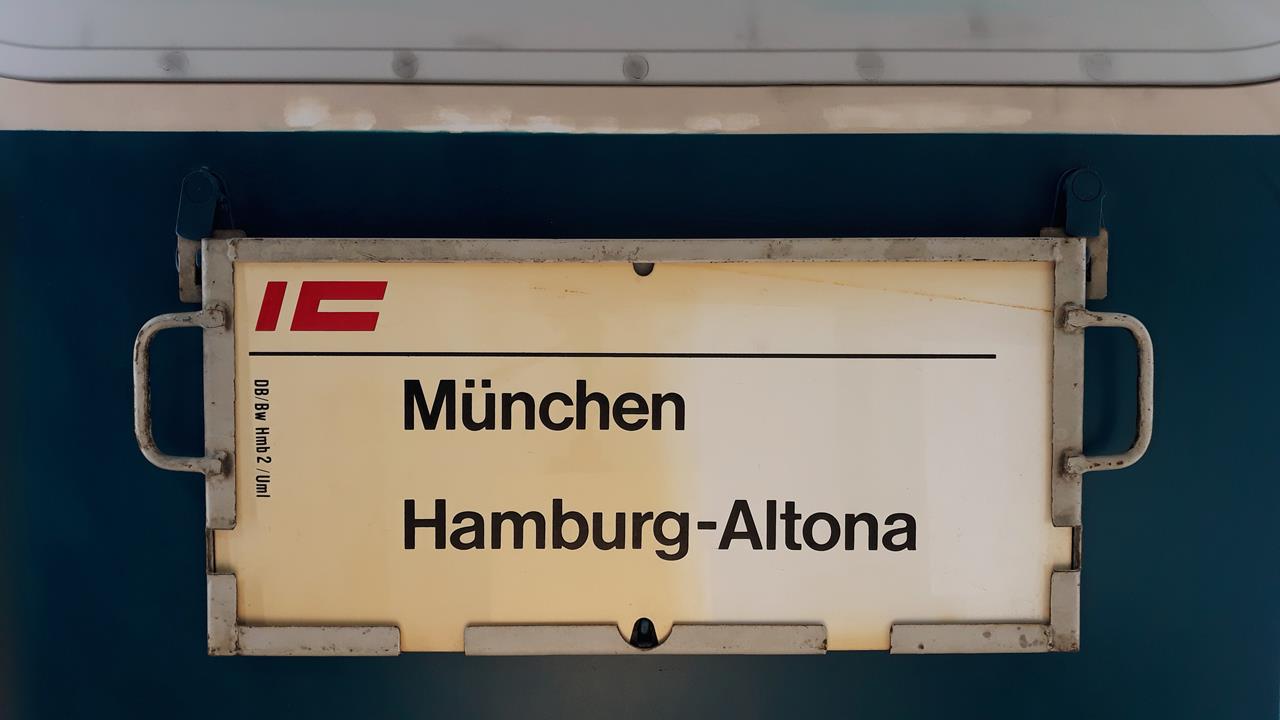 IC
München
DB/Bw Hmb 2 /Uml
Hamburg-Altona